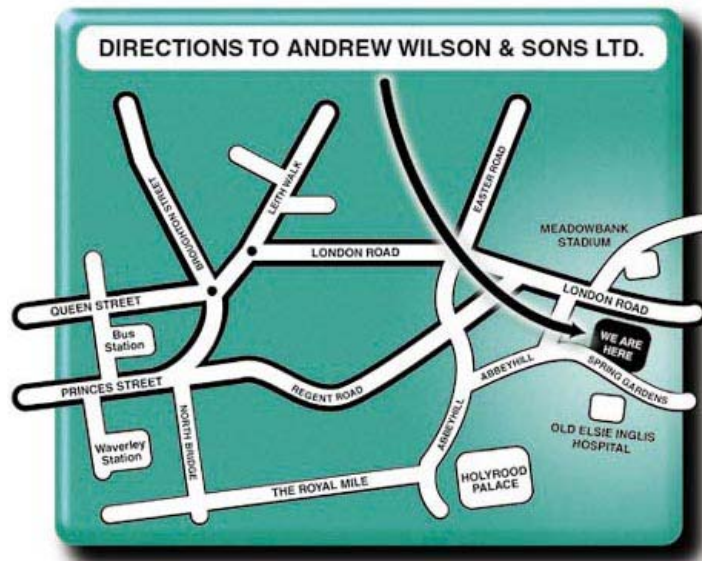 DIRECTIONS TO ANDREW WILSON & SONS LTD.
BROUGHTON STREET
LEITH WALK
EASTER ROAD
MEADOWBANK
STADIUM
LONDON ROAD
LONDON ROAD
QUEEN STREET
Bus
Station
WE ARE
HERE
ABBEYHILL
SPRING GARDENS
PRINCES STREET
REGENT ROAD
NORTH BRIDGE
ABBEYHILL
OLD ELSIE INGLIS
HOSPITAL
Waverley
Station
THE ROYAL MILE
HOLYROOD
PALACE